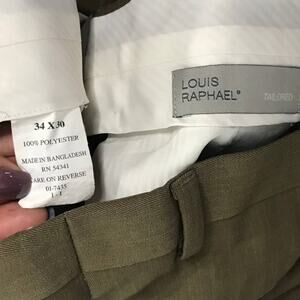 LOUIS
RAPHAEL®
TAILORED
34 X 30
100% POLYESTER
MADE IN BANGLADESH
RN 54341
CARE ON REVERSE
01-7435